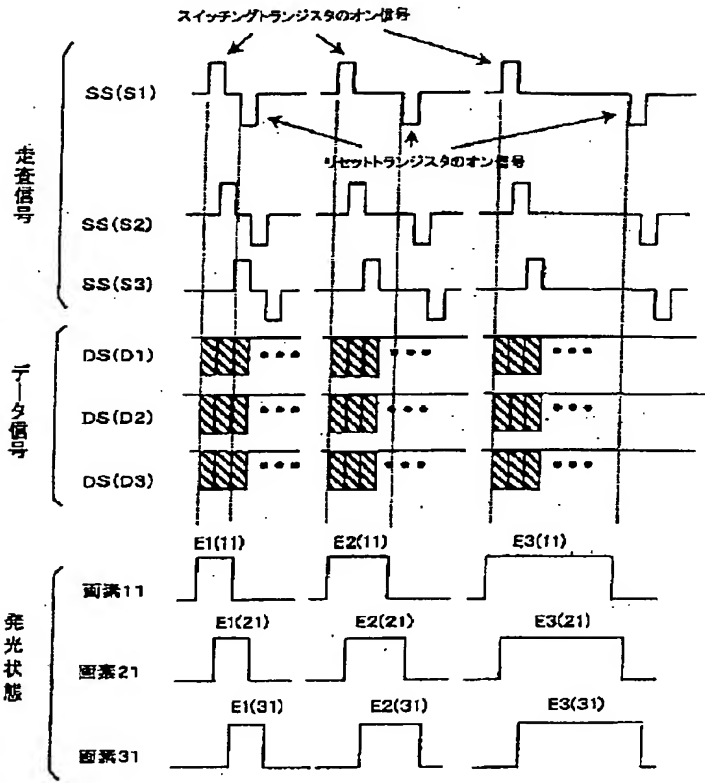 スイッチングトランジスタのオン信号
SS(S1)
リセットトランジスタのオン信号
走査信号
SS(S2)
SS(S3)
DS(D1)
データ信号
DS(D2)
DS(D3)
E1(11) E2(11) E3(11)
画素11
発光状態
E1(21) E2(21) E3(21)
画素21
E1(31) E2(31) E3(31)
画素31